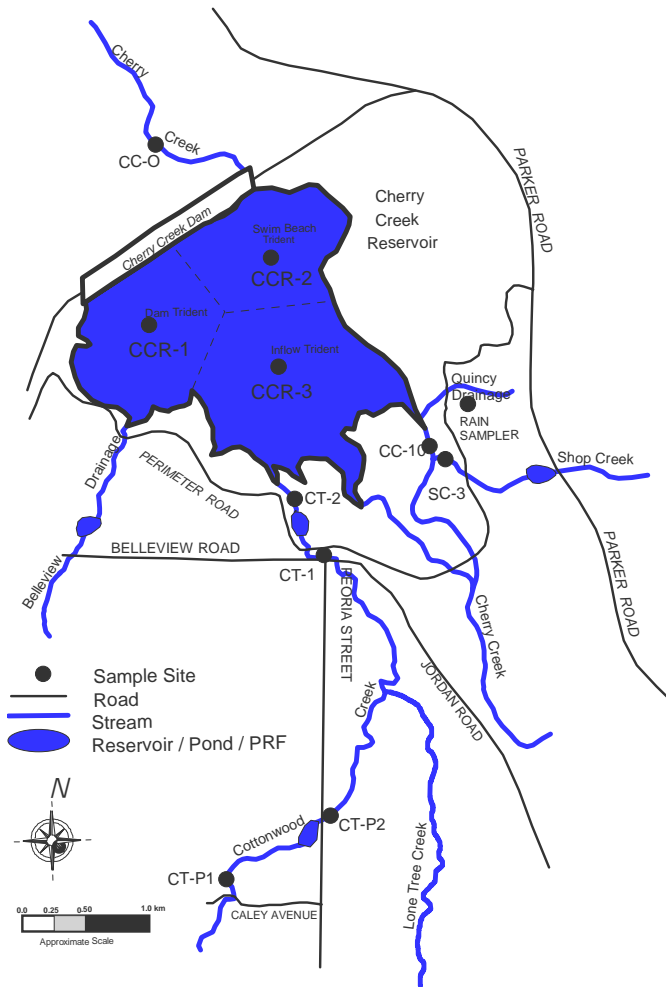 Cherry
Creek
CC-O
PARKER ROAD
Cherry
Creek
Reservoir
Cherry Creek Dam
Swim Beach
Trident
CCR-2
Dam Trident
CCR-1
Inflow Trident
CCR-3
Quincy
Drainage
RAIN
SAMPLER
CC-10
SC-3
Shop Creek
Drainage
Belleview
PERIMETER ROAD
CT-2
BELLEVIEW ROAD
CT-1
PEORIA STREET
PARKER ROAD
Cherry Creek
JORDAN ROAD
Sample Site
Road
Stream
Reservoir / Pond / PRF
Creek
Cottonwood
CT-P2
CT-P1
CALEY AVENUE
Lone Tree Creek
N
0.0 0.25 0.50 1.0 km
Approximate Scale